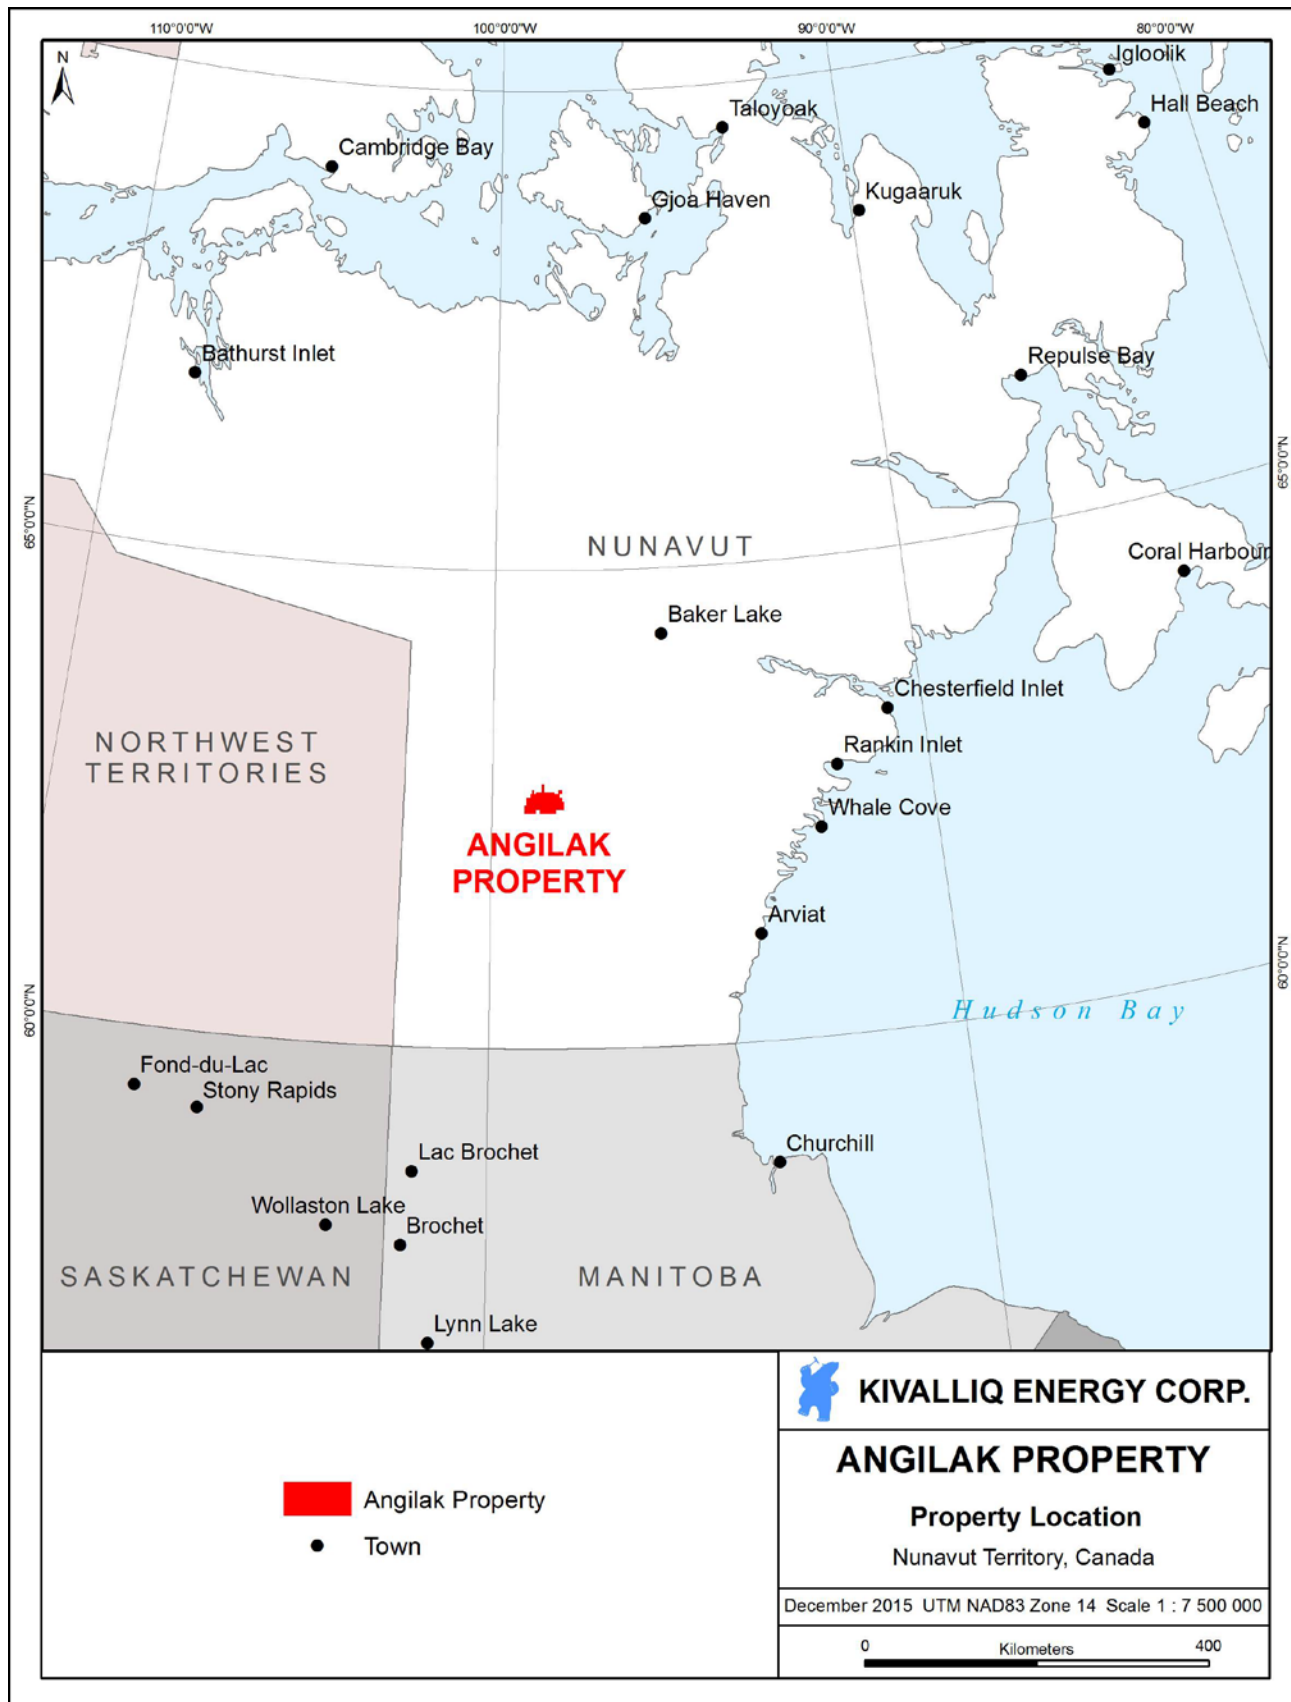 110°0'0"W
100°0'0"W
90°0'0"W
80°0'0"W
N
Igloolik
Hall Beach
Taloyoak
Cambridge Bay
Kugaaruk
Gjoa Haven
Bathurst Inlet
Repulse Bay
65°0'0"N
65°0'0"N
NUNAVUT
Coral Harbour
Baker Lake
Chesterfield Inlet
NORTHWEST
TERRITORIES
Rankin Inlet
Whale Cove
ANGILAK
PROPERTY
Arviat
60°0'0"N
60°0'0"N
Hudson Bay
Fond-du-Lac
Stony Rapids
Churchill
Lac Brochet
Wollaston Lake
Brochet
SASKATCHEWAN
MANITOBA
Lynn Lake
KIVALLIQ ENERGY CORP.
ANGILAK PROPERTY
Property Location
Nunavut Territory, Canada
December 2015 UTM NAD83 Zone 14 Scale 1 : 7 500 000
0 Kilometers 400
Angilak Property
Town